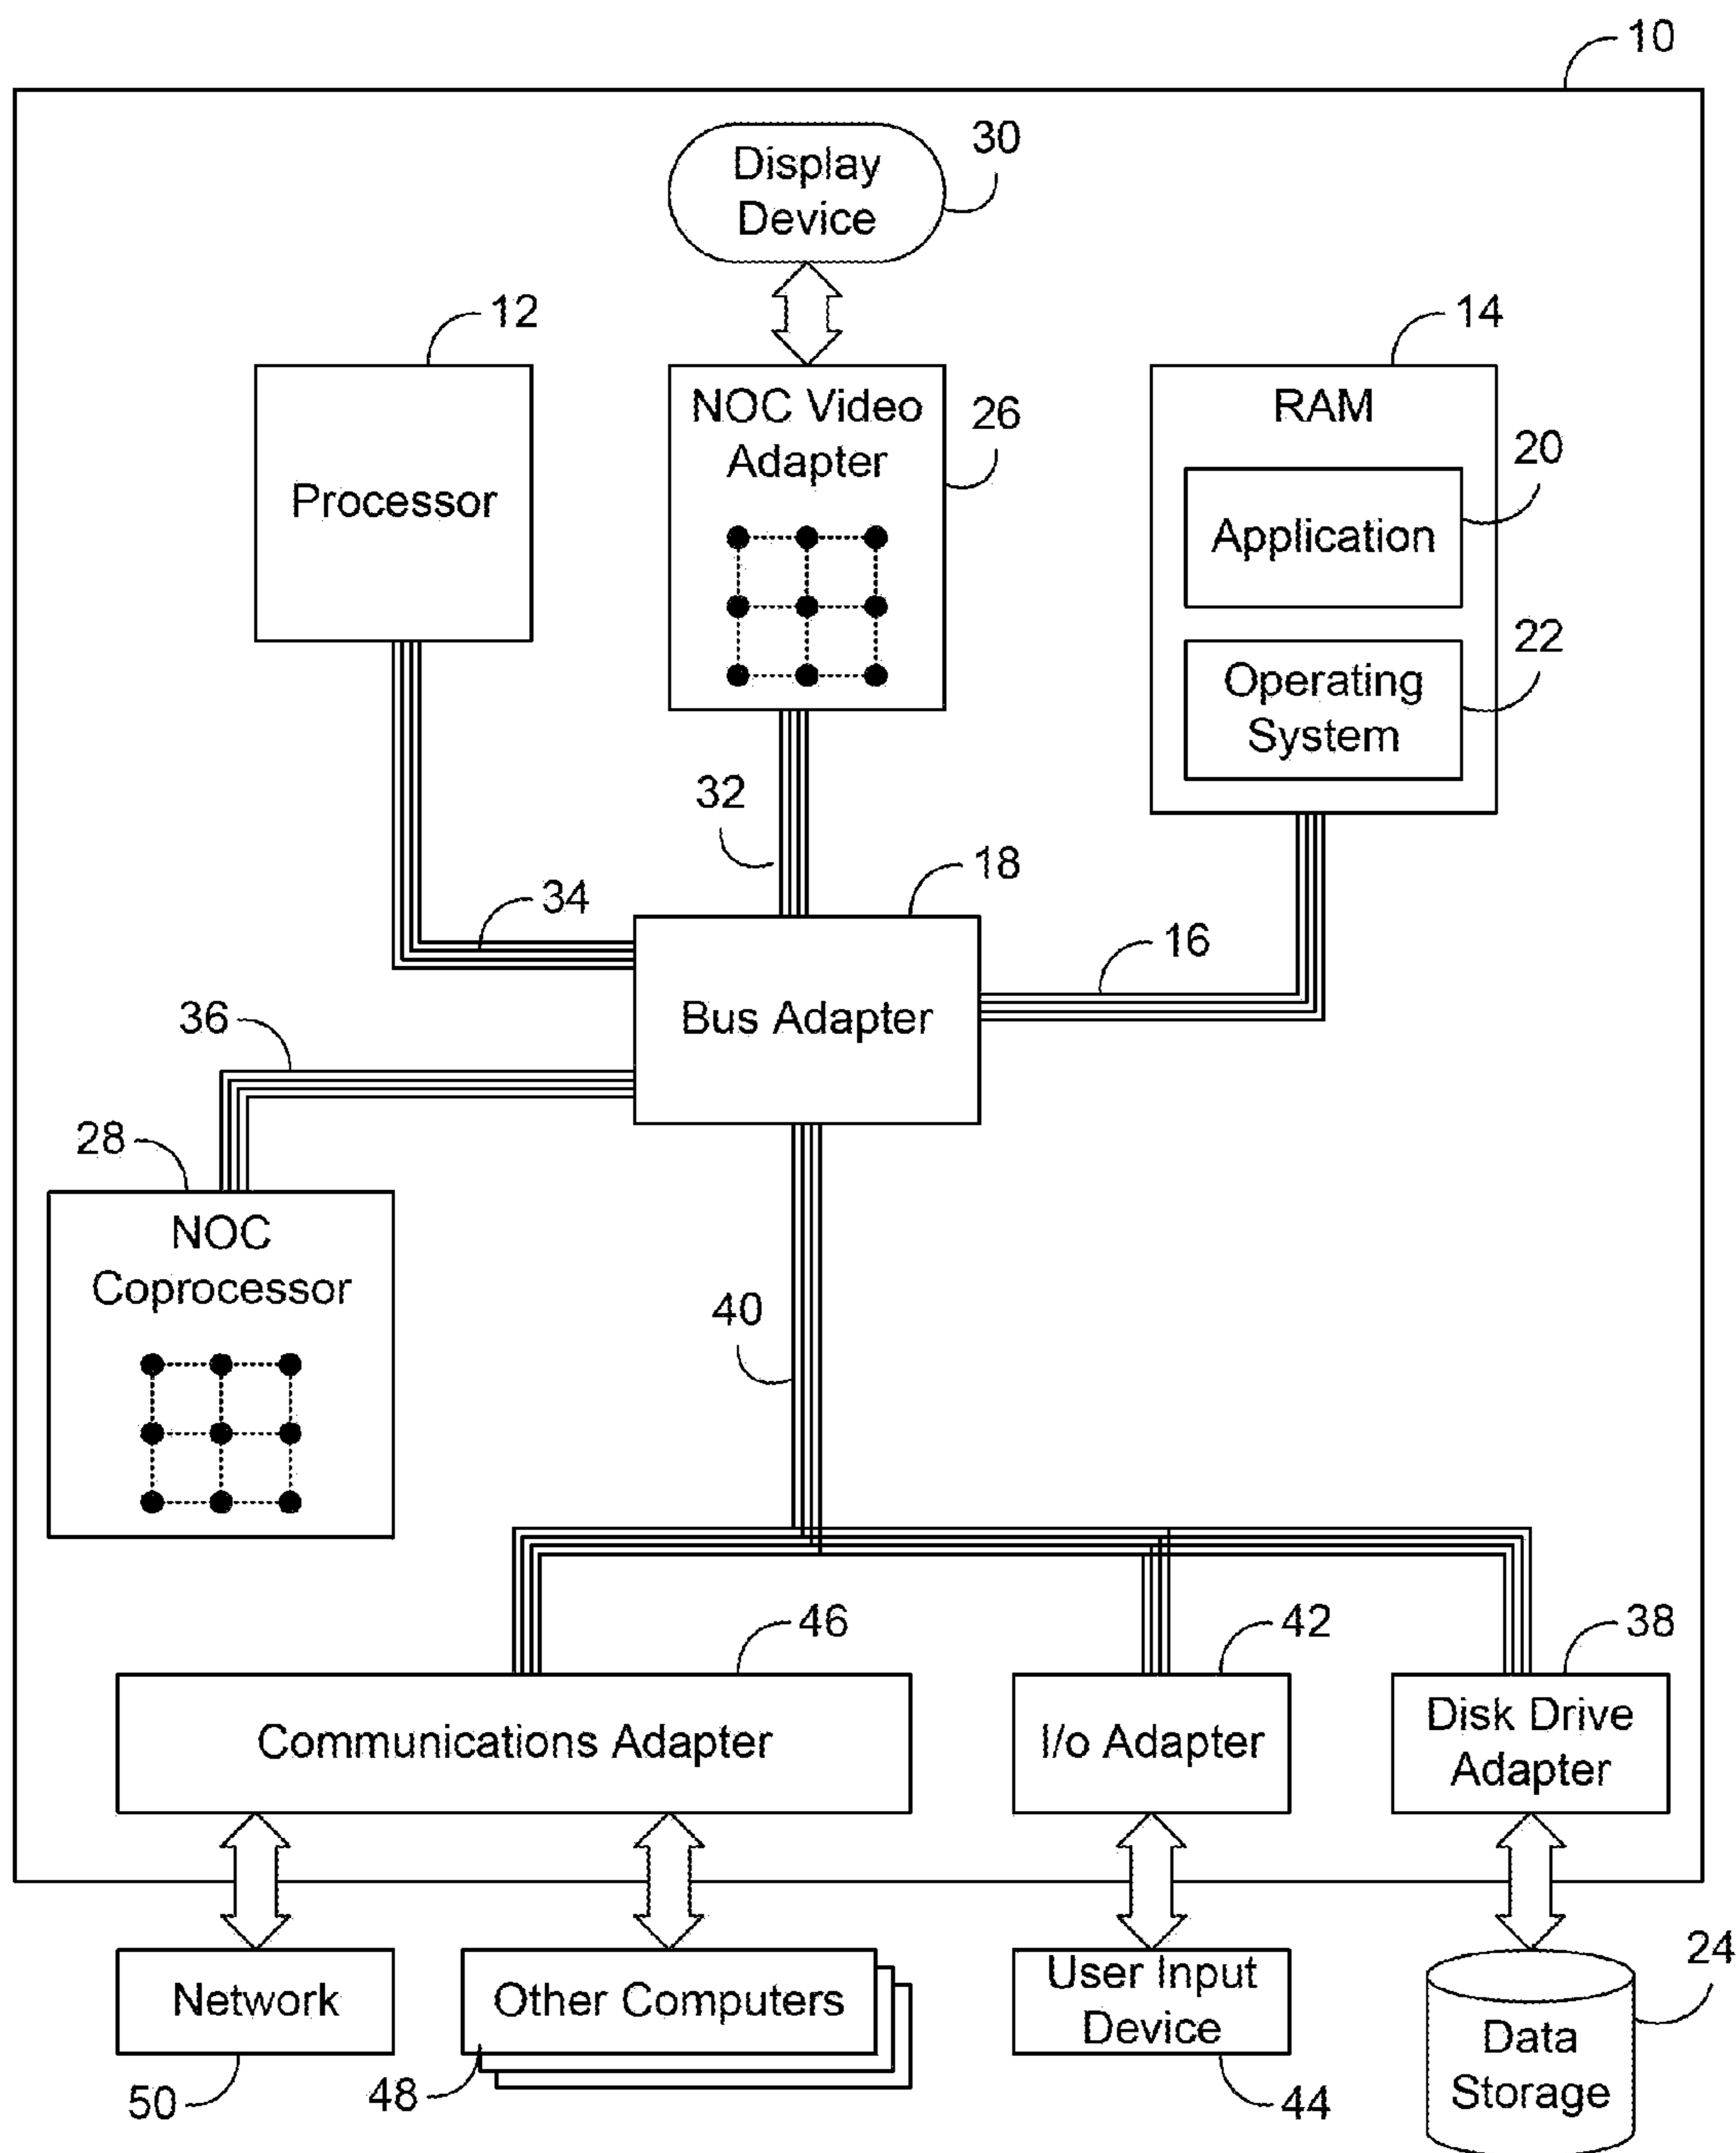 10
Display
Device
30
12
14
NOC Video
Adapter
26
RAM
20
Processor
Application
22
Operating
System
32
18
34
16
36
Bus Adapter
28
NOC
Coprocessor
40
46
42
38
Communications Adapter
I/o Adapter
Disk Drive
Adapter
24
Network
Other Computers
User Input
Device
Data
Storage
50
48
44